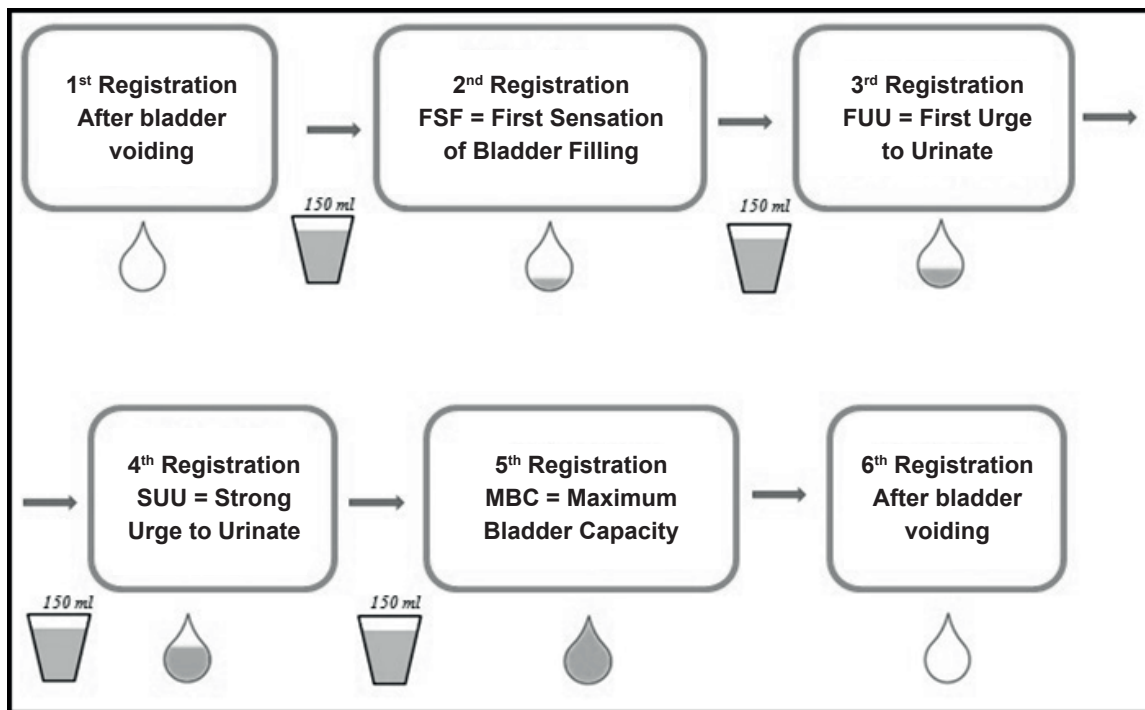 1st Registration
After bladder
voiding
2nd Registration
FSF = First Sensation
of Bladder Filling
3rd Registration
FUU = First Urge
to Urinate
150 ml
150 ml
4th Registration
SUU = Strong
Urge to Urinate
5th Registration
MBC = Maximum
Bladder Capacity
6th Registration
After bladder
voiding
150 ml
150 ml